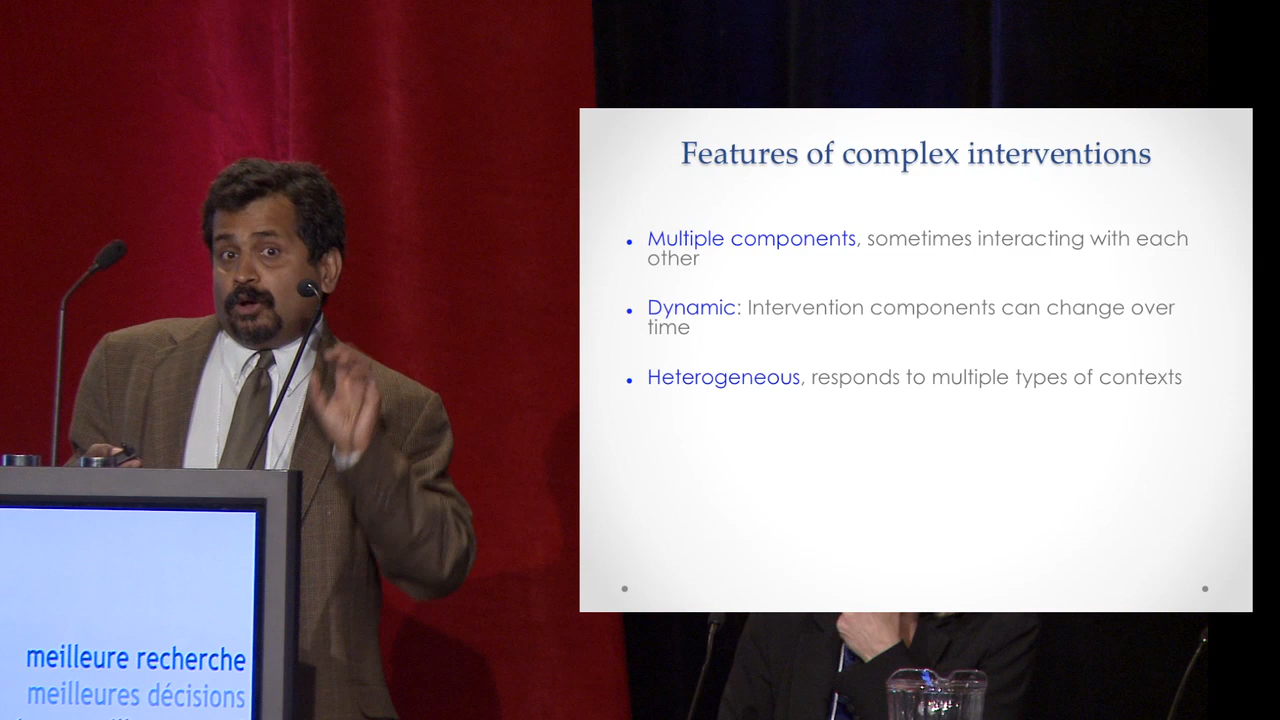 Features of complex interventions
Multiple components, sometimes interacting with each
other
Dynamic: Intervention components can change over
time
Heterogeneous, responds to multiple types of contexts
meilleure recherche
meilleures décisions